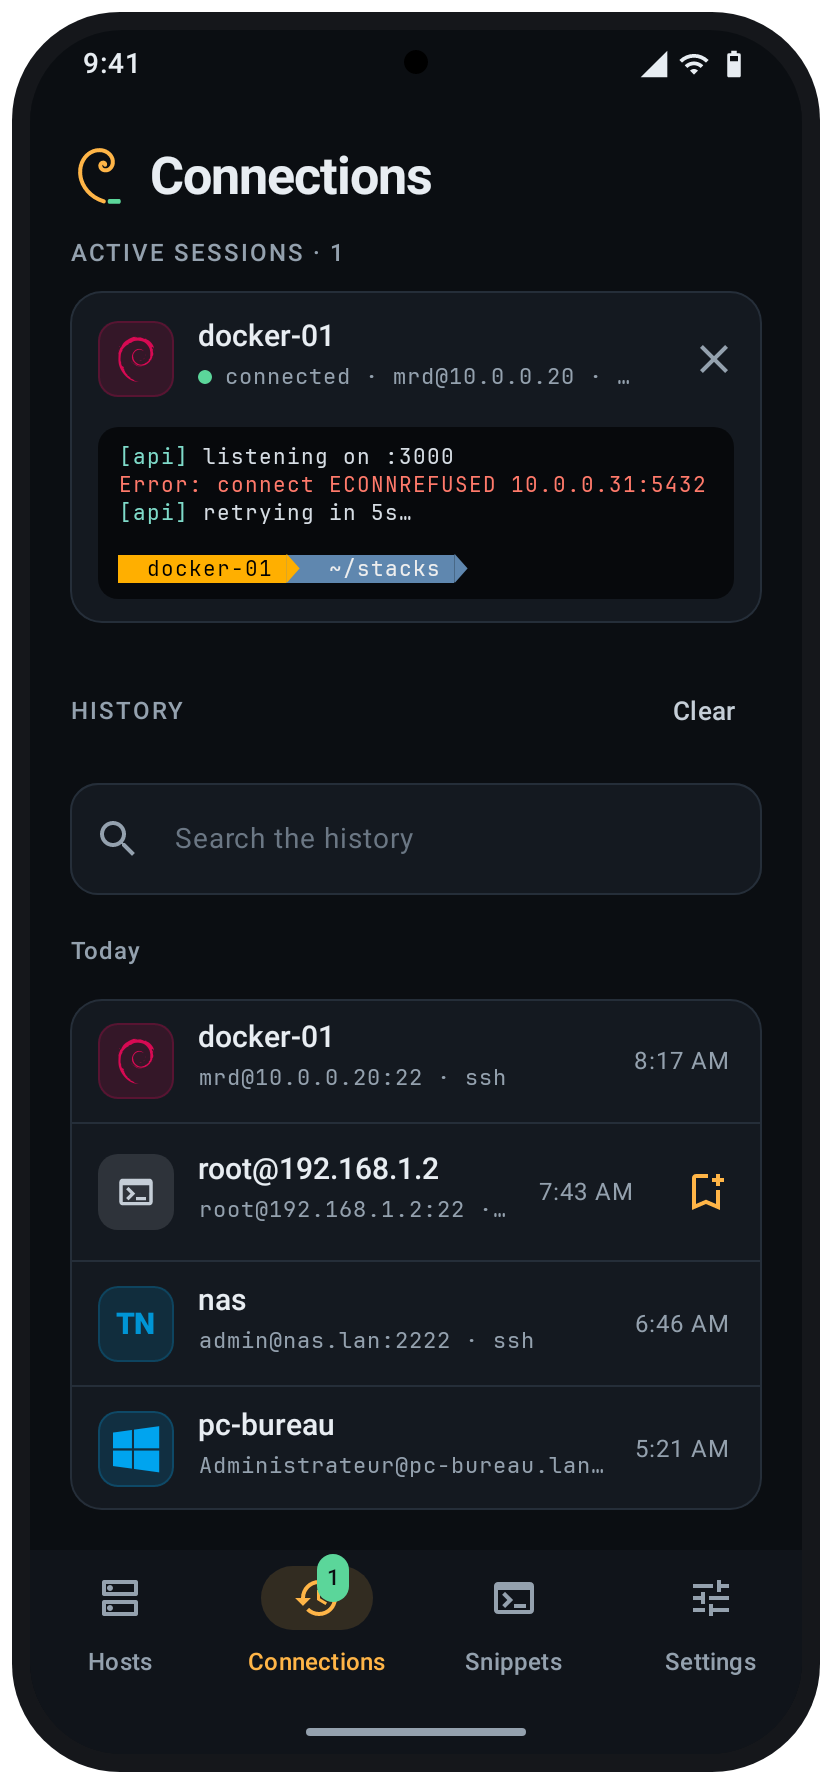 9:41
Connections
ACTIVE SESSIONS · 1
docker-01
connected · mrd@10.0.0.20 · …
[api] listening on :3000
Error: connect ECONNREFUSED 10.0.0.31:5432
[api] retrying in 5s…
docker-01 ~/stacks
HISTORY
Clear
Search the history
Today
docker-01
mrd@10.0.0.20:22 · ssh
8:17 AM
root@192.168.1.2
root@192.168.1.2:22 ·…
7:43 AM
TN
nas
admin@nas.lan:2222 · ssh
6:46 AM
pc-bureau
Administrateur@pc-bureau.lan…
5:21 AM
1
Hosts
Connections
Snippets
Settings